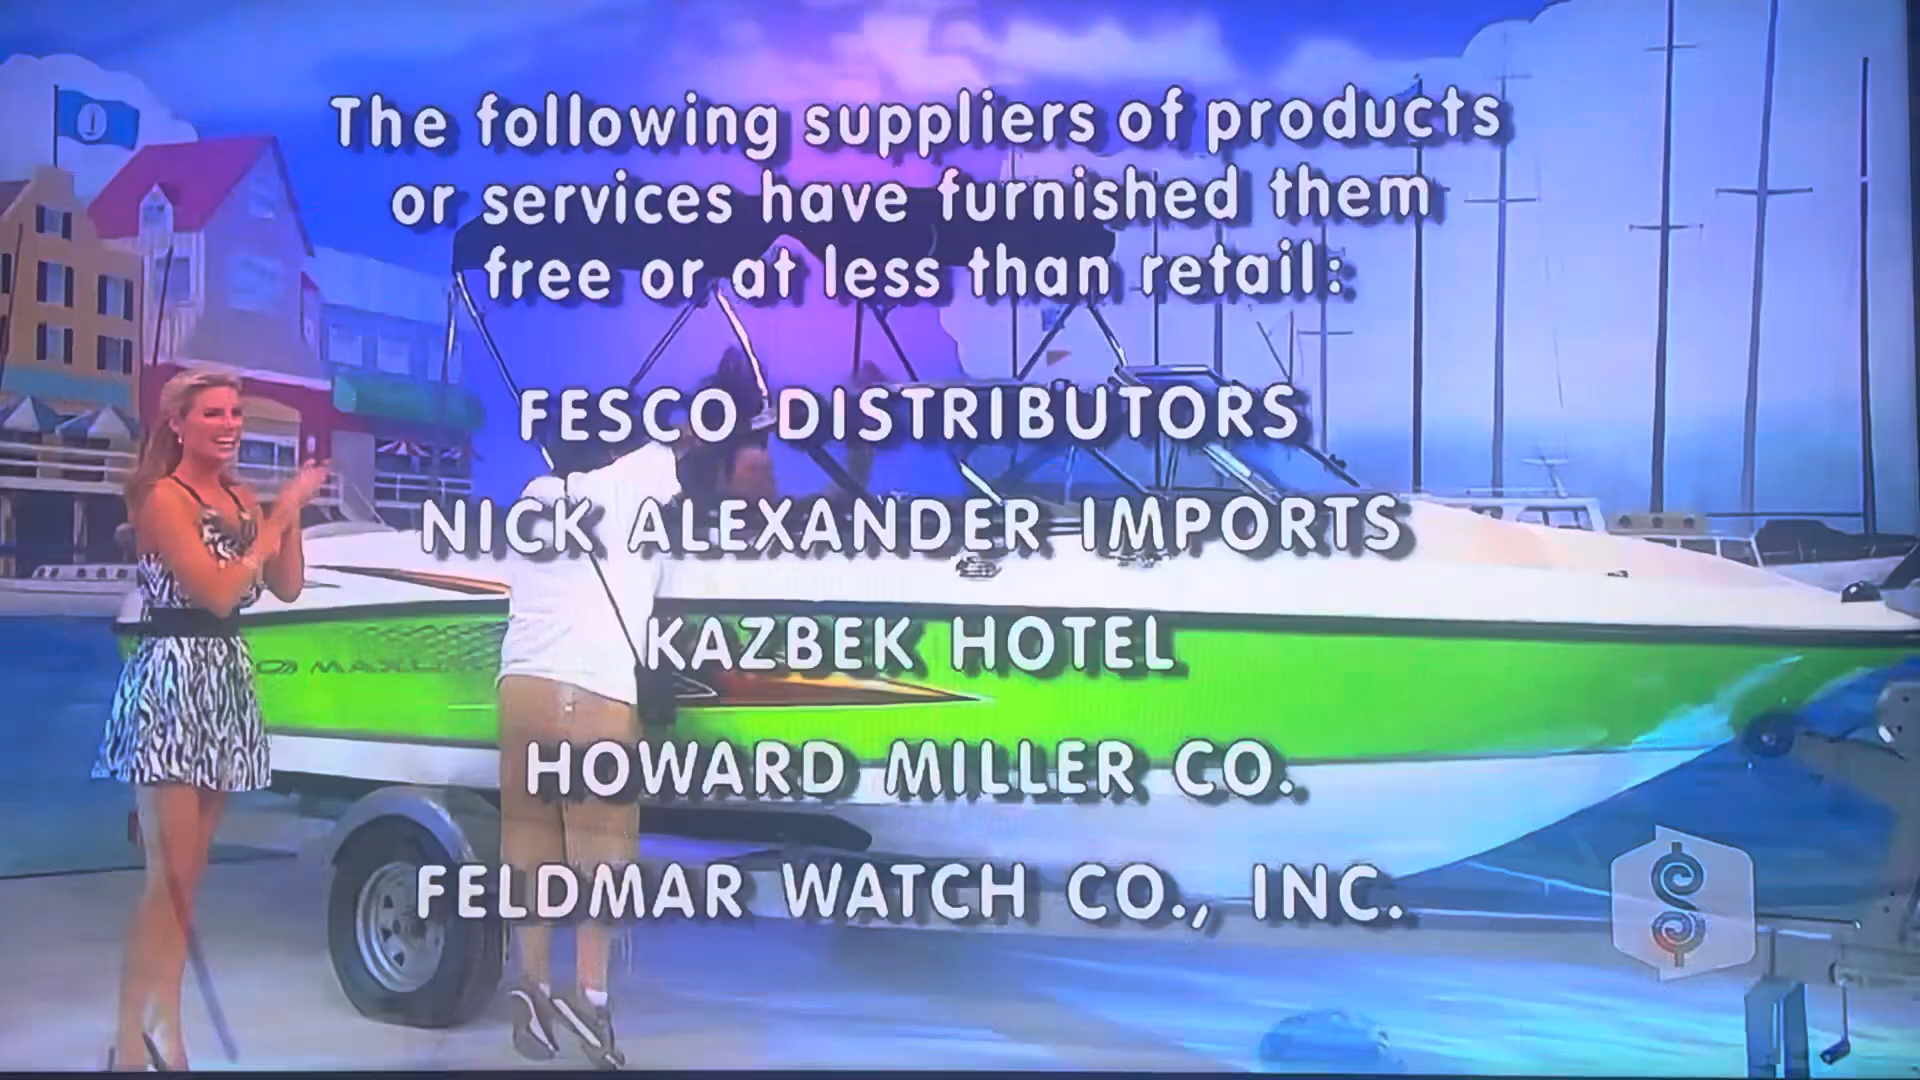 The following suppliers of products
or services have furnished them
free or at less than retail:
FESCO DISTRIBUTORS
NICK ALEXANDER IMPORTS
KAZBEK HOTEL
HOWARD MILLER CO.
FELDMAR WATCH CO., INC.